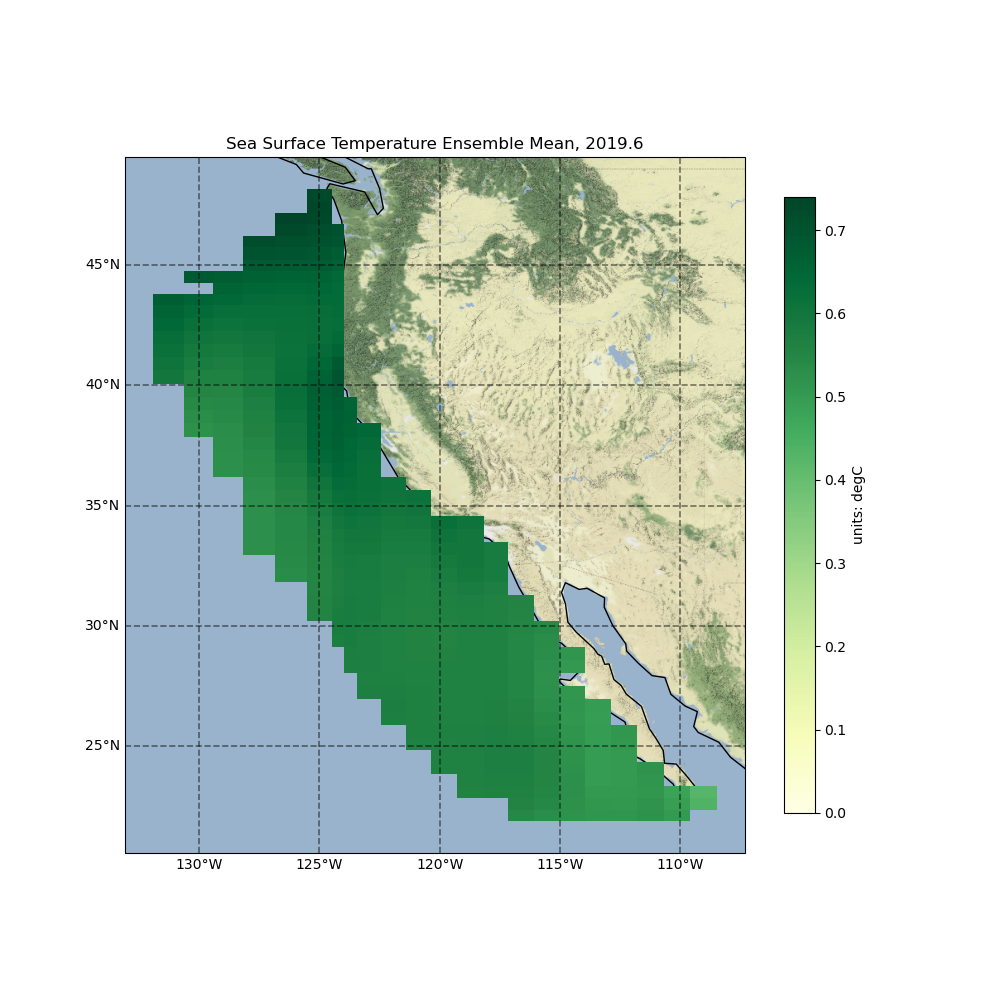 Sea Surface Temperature Ensemble Mean, 2019.6
45°N
40°N
35°N
30°N
25°N
130°W
125°W
120°W
115°W
110°W
0.7
0.6
0.5
0.4
0.3
0.2
0.1
0.0
units: degC